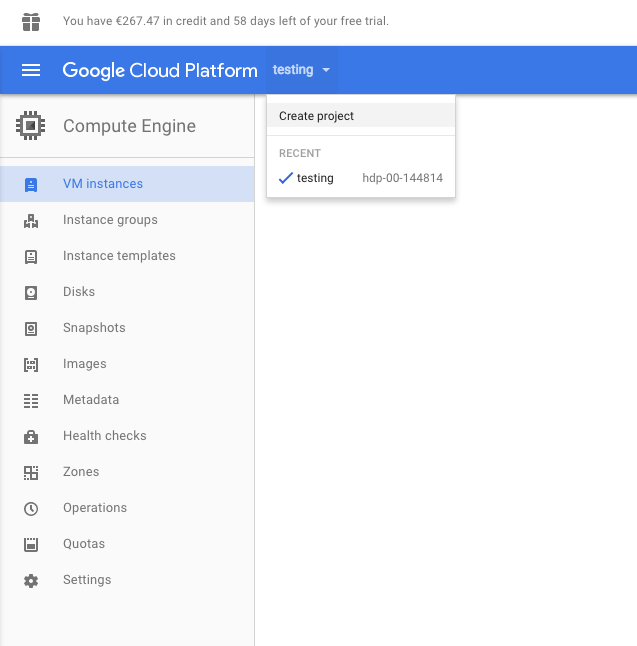 You have €267.47 in credit and 58 days left of your free trial.
Google Cloud Platform testing
Create project
RECENT
testing hdp-00-144814
Compute Engine
VM instances
Instance groups
Instance templates
Disks
Snapshots
Images
Metadata
Health checks
Zones
Operations
Quotas
Settings